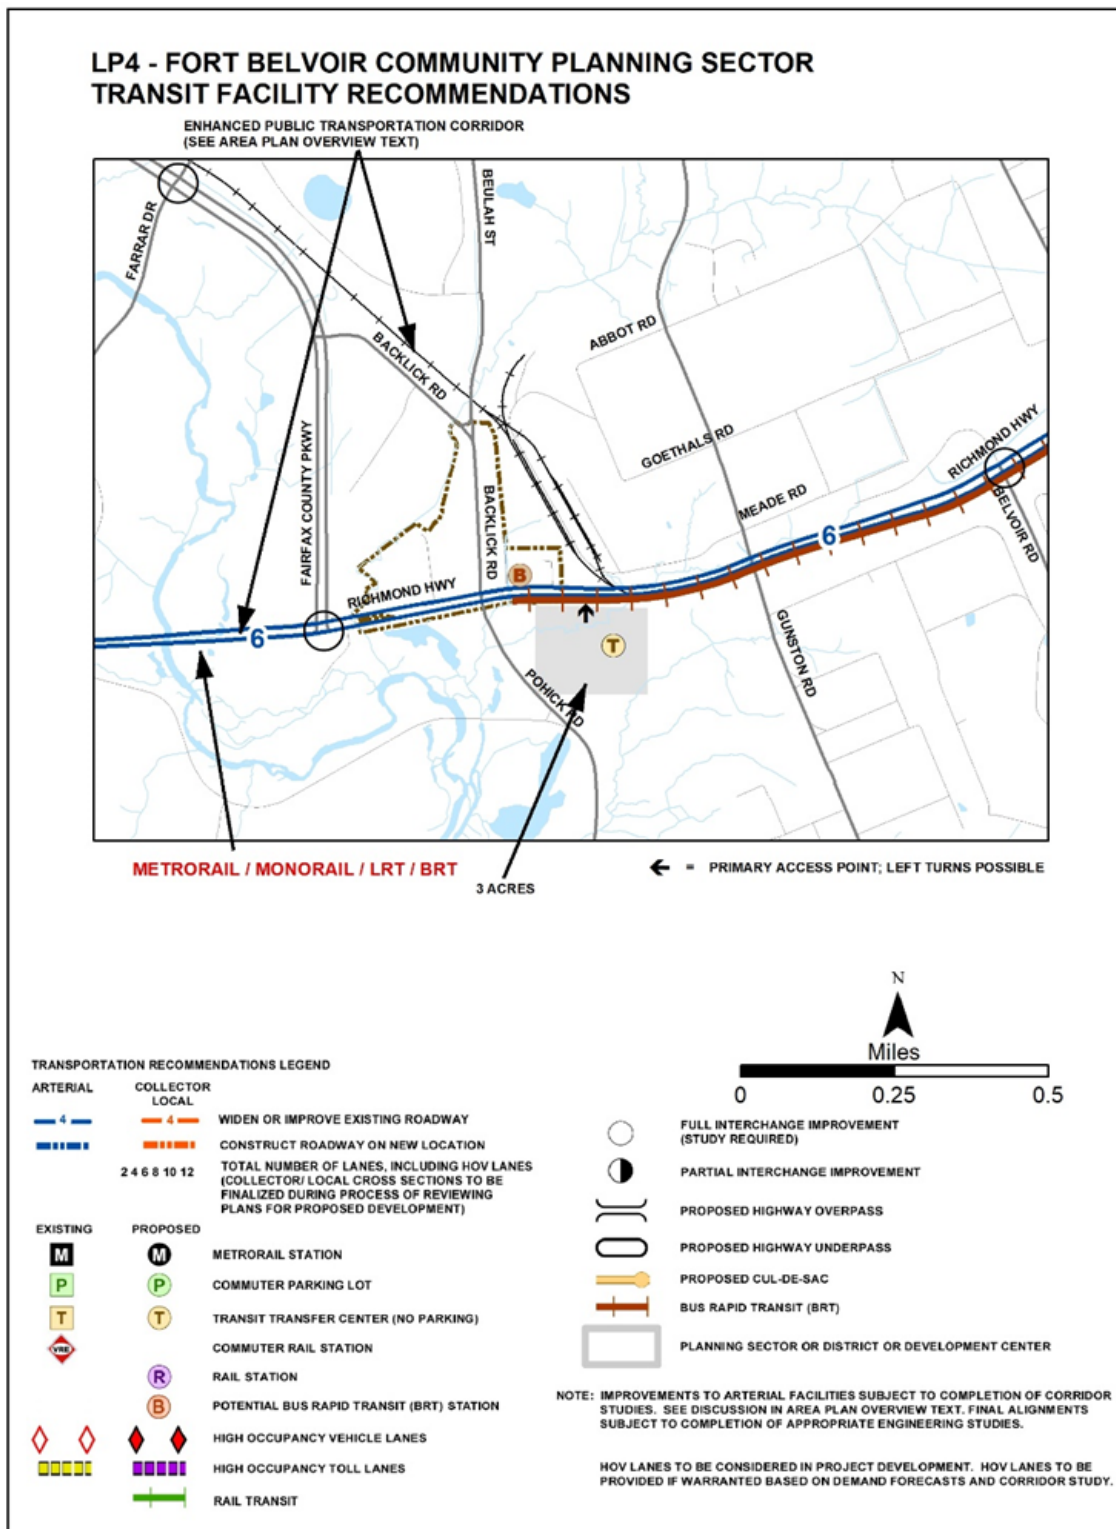 LP4 - FORT BELVOIR COMMUNITY PLANNING SECTOR
TRANSIT FACILITY RECOMMENDATIONS
ENHANCED PUBLIC TRANSPORTATION CORRIDOR
(SEE AREA PLAN OVERVIEW TEXT)
FARRAR DR
BEULAH ST
BACKLICK RD
ABBOT RD
GOETHALS RD
RICHMOND HWY
MEADE RD
BELVOIR RD
FAIRFAX COUNTY PKWY
BACKLICK RD
6
B
RICHMOND HWY
6
T
GUNSTON RD
POHICK RD
METRORAIL / MONORAIL / LRT / BRT
3 ACRES
= PRIMARY ACCESS POINT; LEFT TURNS POSSIBLE
N
Miles
0 0.25 0.5
TRANSPORTATION RECOMMENDATIONS LEGEND
ARTERIAL
COLLECTOR
LOCAL
4 4 WIDEN OR IMPROVE EXISTING ROADWAY
CONSTRUCT ROADWAY ON NEW LOCATION
2 4 6 8 10 12 TOTAL NUMBER OF LANES, INCLUDING HOV LANES
(COLLECTOR/ LOCAL CROSS SECTIONS TO BE
FINALIZED DURING PROCESS OF REVIEWING
PLANS FOR PROPOSED DEVELOPMENT)
EXISTING PROPOSED
M M METRORAIL STATION
P P COMMUTER PARKING LOT
T T TRANSIT TRANSFER CENTER (NO PARKING)
VRE COMMUTER RAIL STATION
R RAIL STATION
B POTENTIAL BUS RAPID TRANSIT (BRT) STATION
HIGH OCCUPANCY VEHICLE LANES
HIGH OCCUPANCY TOLL LANES
RAIL TRANSIT
FULL INTERCHANGE IMPROVEMENT
(STUDY REQUIRED)
PARTIAL INTERCHANGE IMPROVEMENT
PROPOSED HIGHWAY OVERPASS
PROPOSED HIGHWAY UNDERPASS
PROPOSED CUL-DE-SAC
BUS RAPID TRANSIT (BRT)
PLANNING SECTOR OR DISTRICT OR DEVELOPMENT CENTER
NOTE: IMPROVEMENTS TO ARTERIAL FACILITIES SUBJECT TO COMPLETION OF CORRIDOR
STUDIES. SEE DISCUSSION IN AREA PLAN OVERVIEW TEXT. FINAL ALIGNMENTS
SUBJECT TO COMPLETION OF APPROPRIATE ENGINEERING STUDIES.
HOV LANES TO BE CONSIDERED IN PROJECT DEVELOPMENT. HOV LANES TO BE
PROVIDED IF WARRANTED BASED ON DEMAND FORECASTS AND CORRIDOR STUDY.